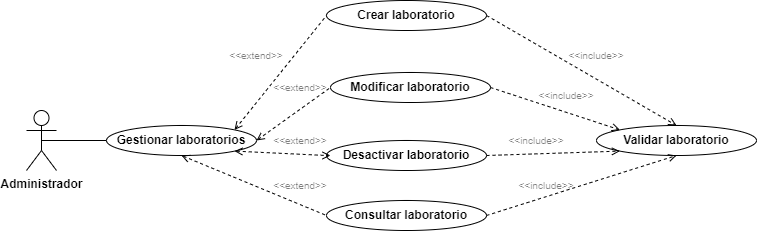 Crear laboratorio
<<extend>>
<<include>>
Modificar laboratorio
<<extend>>
<<include>>
Gestionar laboratorios
<<extend>>
<<include>>
Validar laboratorio
Desactivar laboratorio
Administrador
<<extend>>
<<include>>
Consultar laboratorio